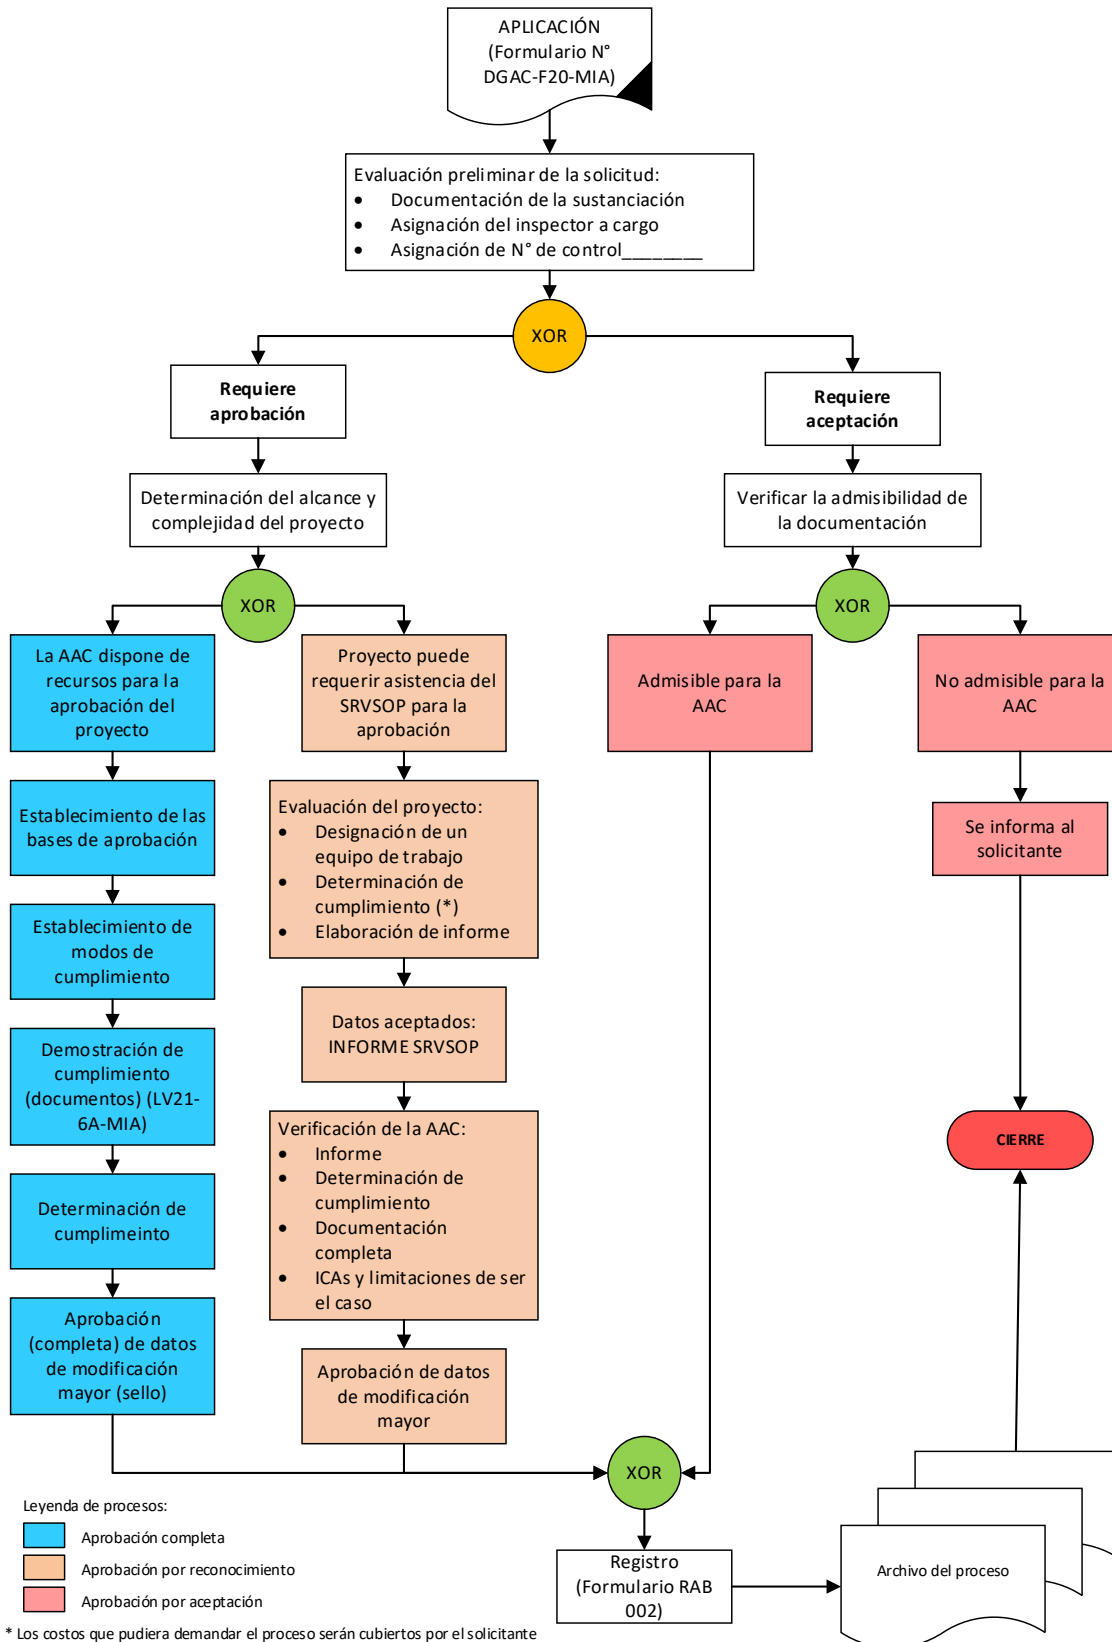 APLICACIÓN
(Formulario N°
DGAC-F20-MIA)
Evaluación preliminar de la solicitud:
• Documentación de la sustanciación
• Asignación del inspector a cargo
• Asignación de N° de control________
XOR
Requiere
aprobación
Requiere
aceptación
Determinación del alcance y
complejidad del proyecto
Verificar la admisibilidad de
la documentación
XOR
XOR
La AAC dispone de
recursos para la
aprobación del
proyecto
Proyecto puede
requerir asistencia del
SRVSOP para la
aprobación
Admisible para la
AAC
No admisible para la
AAC
Establecimiento de las
bases de aprobación
Evaluación del proyecto:
• Designación de un
equipo de trabajo
• Determinación de
cumplimiento (*)
• Elaboración de informe
Se informa al
solicitante
Establecimiento de
modos de
cumplimiento
Datos aceptados:
INFORME SRVSOP
Demostración de
cumplimiento
(documentos) (LV21-
6A-MIA)
Verificación de la AAC:
• Informe
• Determinación de
cumplimiento
• Documentación
completa
• ICAs y limitaciones de ser
el caso
CIERRE
Determinación de
cumplimeinto
Aprobación
(completa) de datos
de modificación
mayor (sello)
Aprobación de datos
de modificación
mayor
XOR
Leyenda de procesos:
Aprobación completa
Aprobación por reconocimiento
Aprobación por aceptación
Registro
(Formulario RAB
002)
Archivo del proceso
* Los costos que pudiera demandar el proceso serán cubiertos por el solicitante